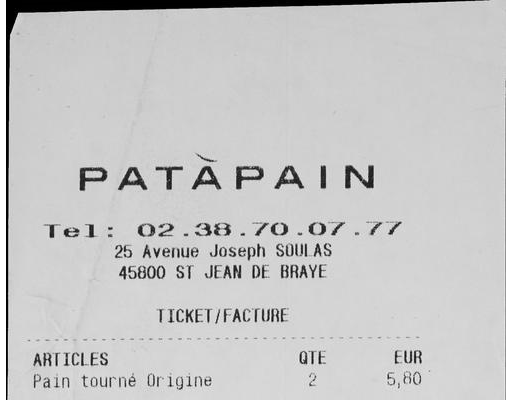 PATÀPAIN
Tel: 02.38.70.07.77
25 Avenue Joseph SOULAS
45800 ST JEAN DE BRAYE
TICKET/FACTURE
ARTICLES QTE EUR
Pain tourné Origine 2 5,80